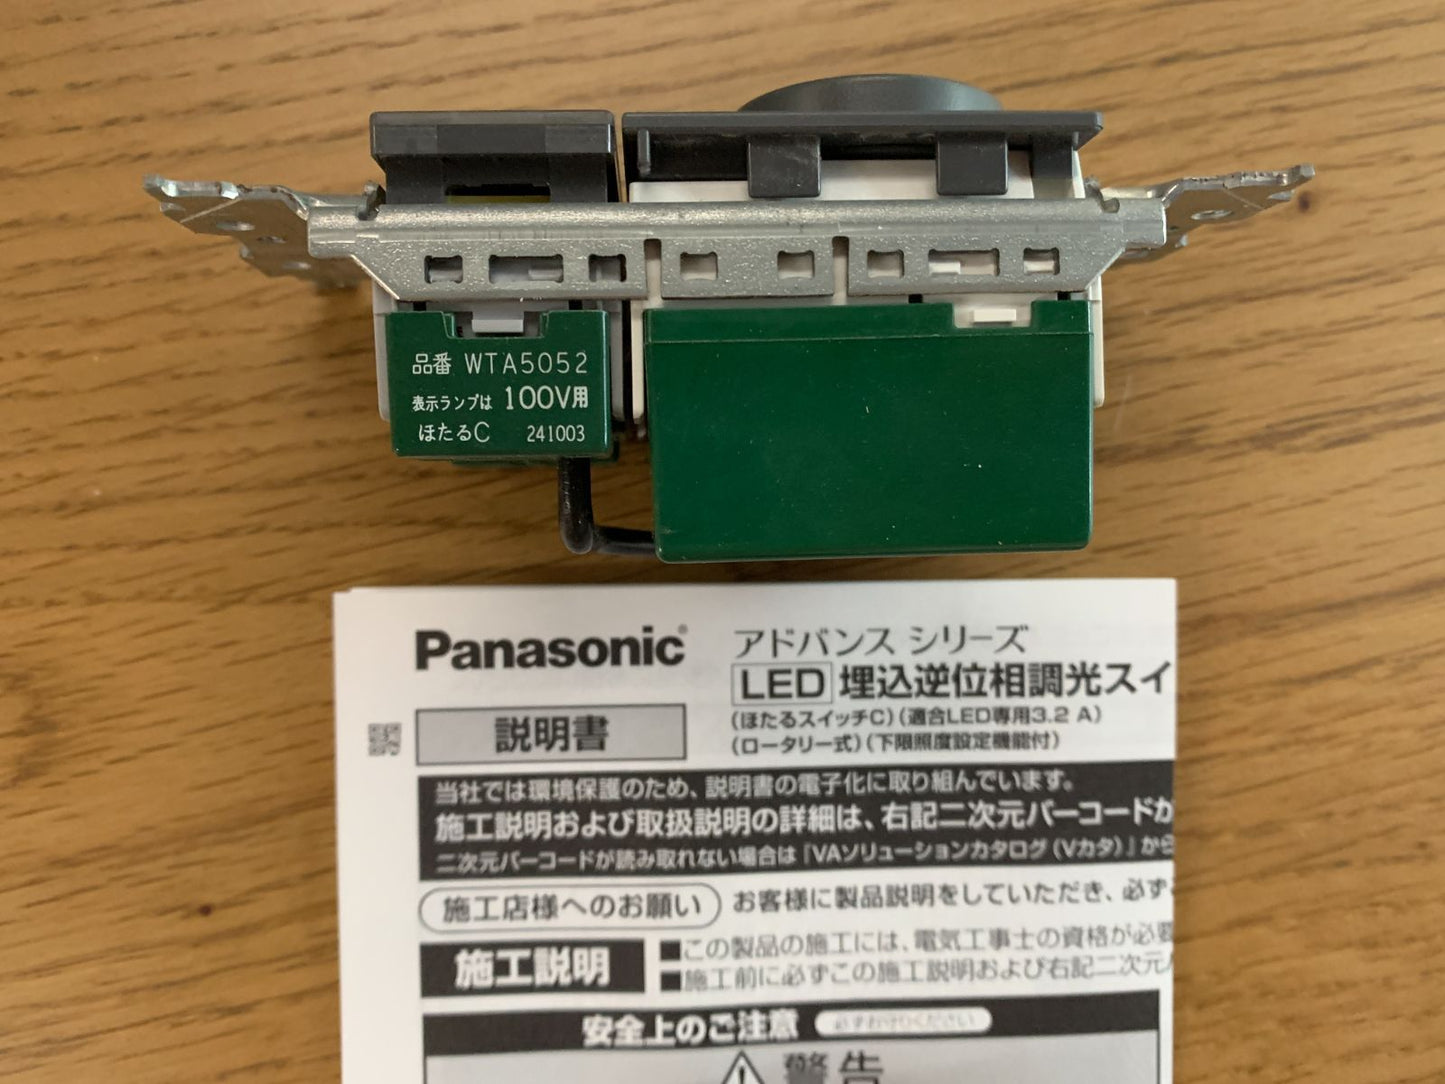 品番 WTA5052
表示ランプは 100V用
ほたるC 241003
Panasonic
説明書
アドバンス シリーズ
LED 埋込逆位相調光スイ
(ほたるスイッチC)(適合LED専用3.2 A)
(ロータリー式)(下限照度設定機能付)
当社では環境保護のため、説明書の電子化に取り組んでいます。
施工説明および取扱説明の詳細は、右記二次元バーコードか
二次元バーコードが読み取れない場合は『VAソリューションカタログ(Vカタ)』から
施工店様へのお願い お客様に製品説明をしていただき、必ず
施工説明
■この製品の施工には、電気工事士の資格が必要
■施工前に必ずこの施工説明および右記二次元
安全上のご注意 必ずお守りください
警告